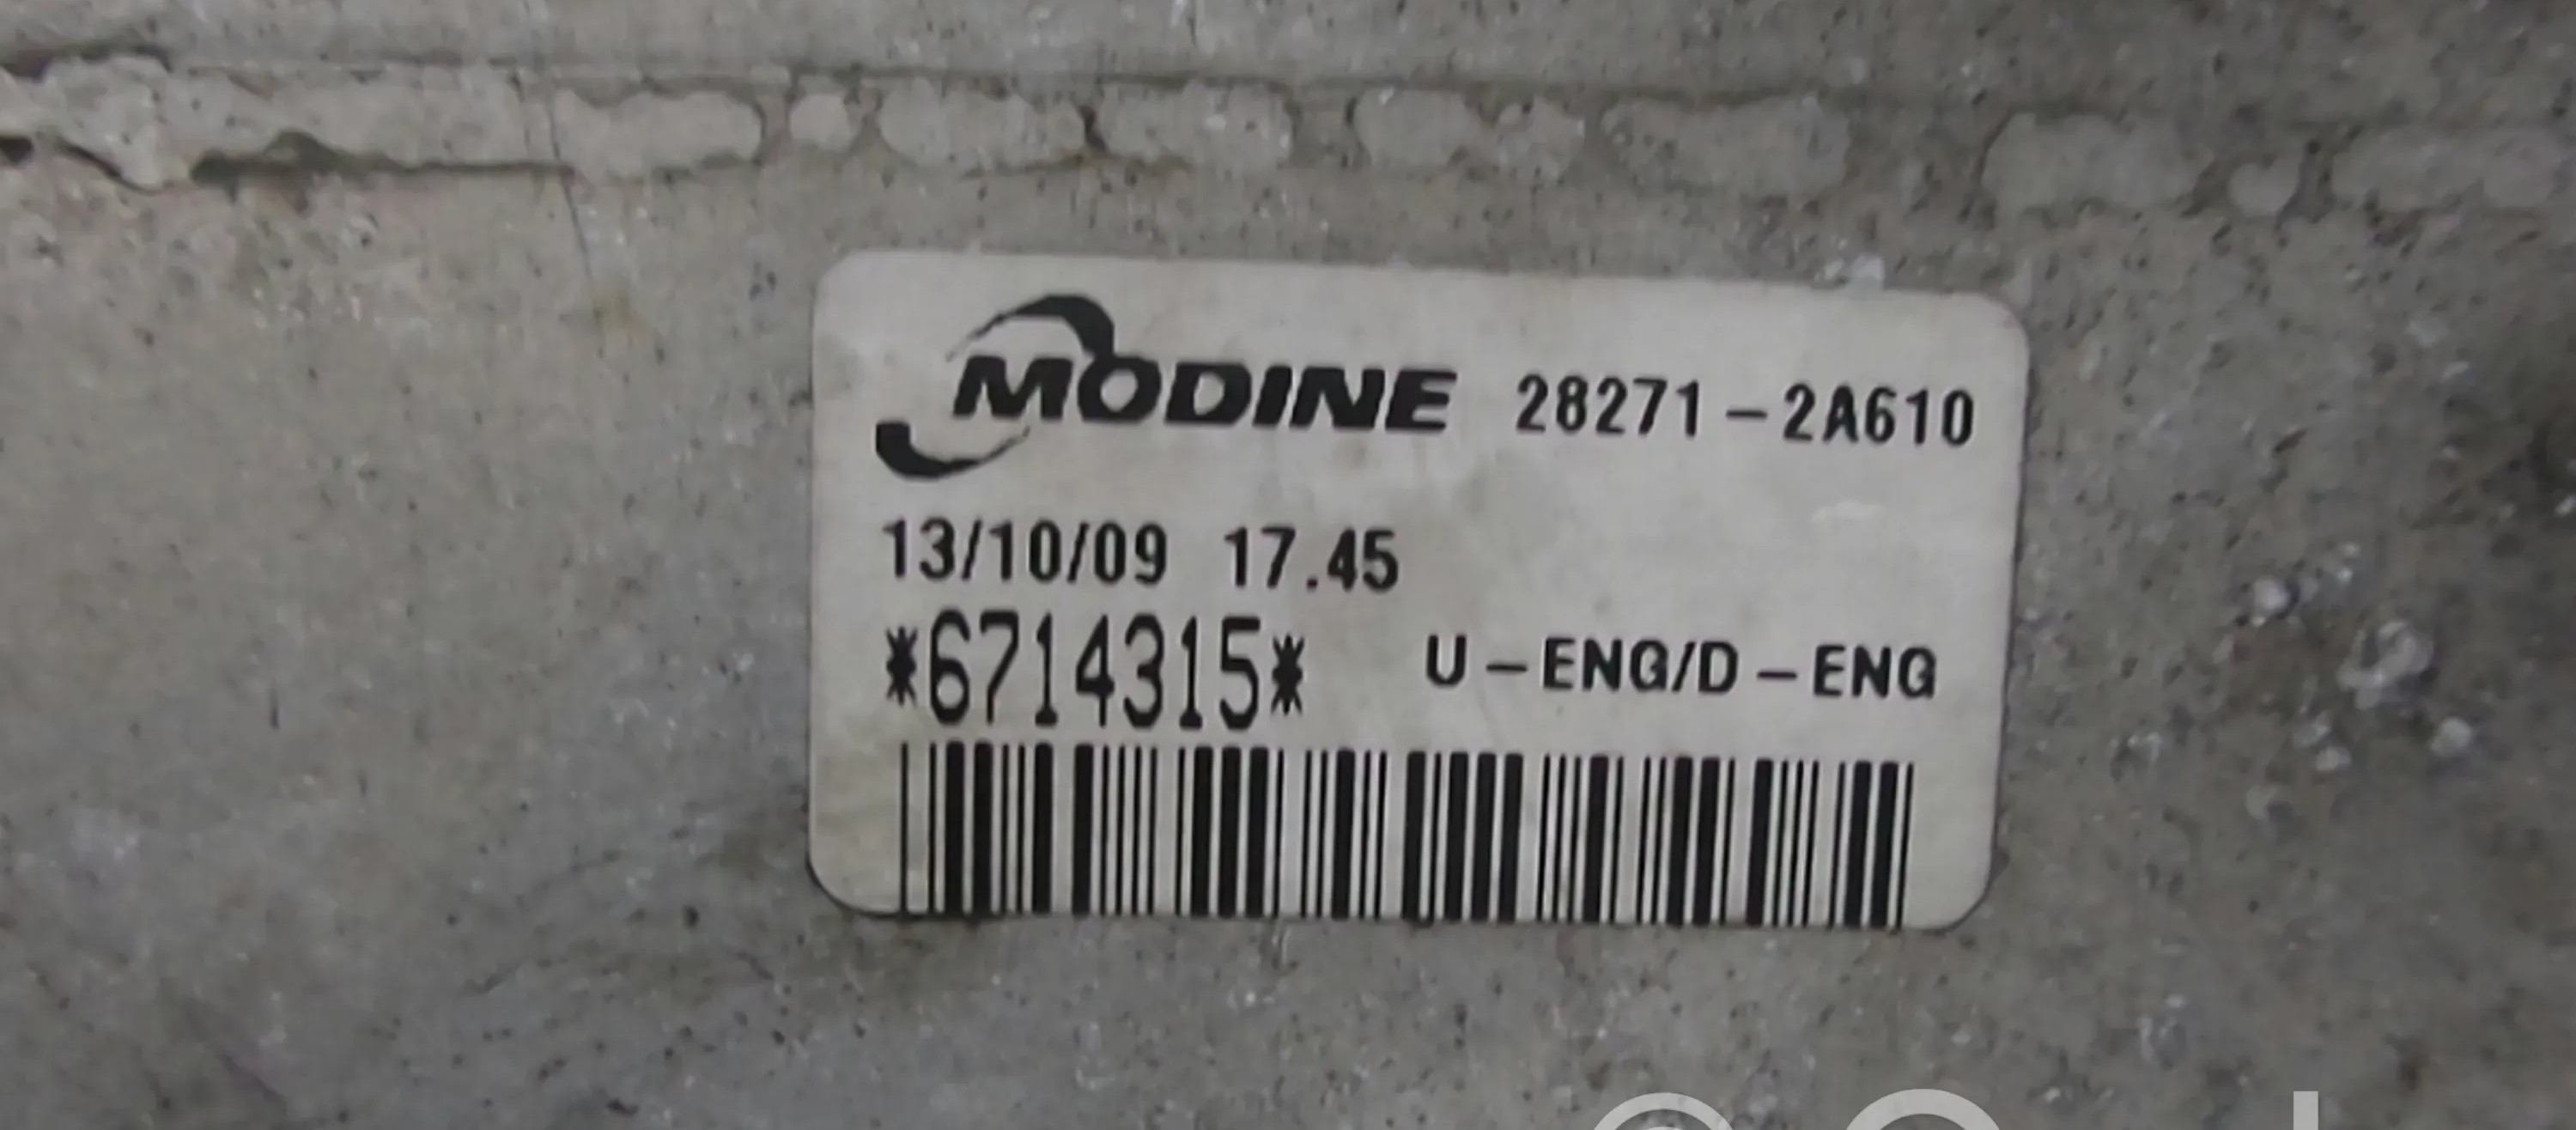 MODINE 28271-2A610
13/10/09 17.45
*6714315* U-ENG/D-ENG